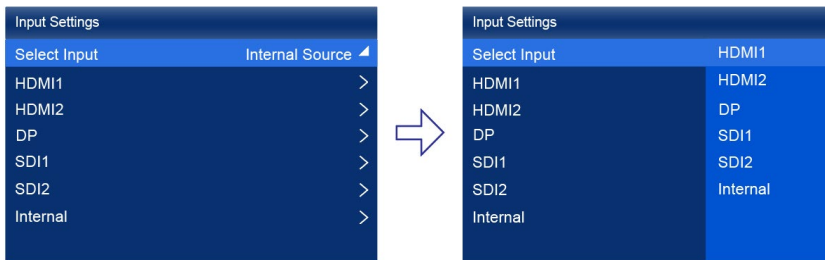 Input Settings
Select Input Internal Source
HDMI1
HDMI2
DP
SDI1
SDI2
Internal
Input Settings
Select Input HDMI1
HDMI1 HDMI2
HDMI2 DP
DP SDI1
SDI1 SDI2
SDI2 Internal
Internal